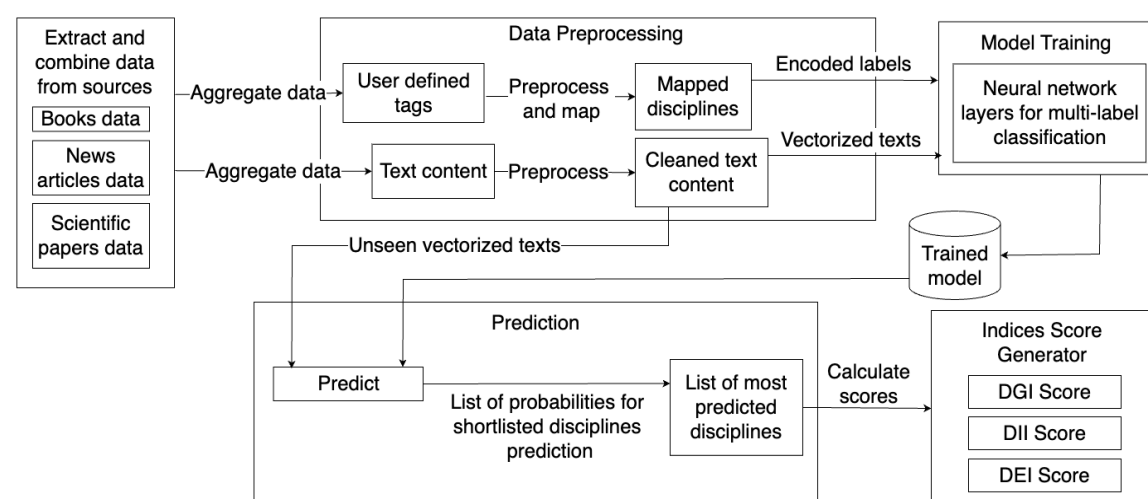 Extract and
combine data
from sources
Books data
News
articles data
Scientific
papers data
Aggregate data
Aggregate data
Data Preprocessing
User defined
tags
Preprocess
and map
Mapped
disciplines
Text content
Preprocess
Cleaned text
content
Encoded labels
Vectorized texts
Model Training
Neural network
layers for multi-label
classification
Unseen vectorized texts
Trained
model
Prediction
Predict
List of probabilities for
shortlisted disciplines
prediction
List of most
predicted
disciplines
Calculate
scores
Indices Score
Generator
DGI Score
DII Score
DEI Score